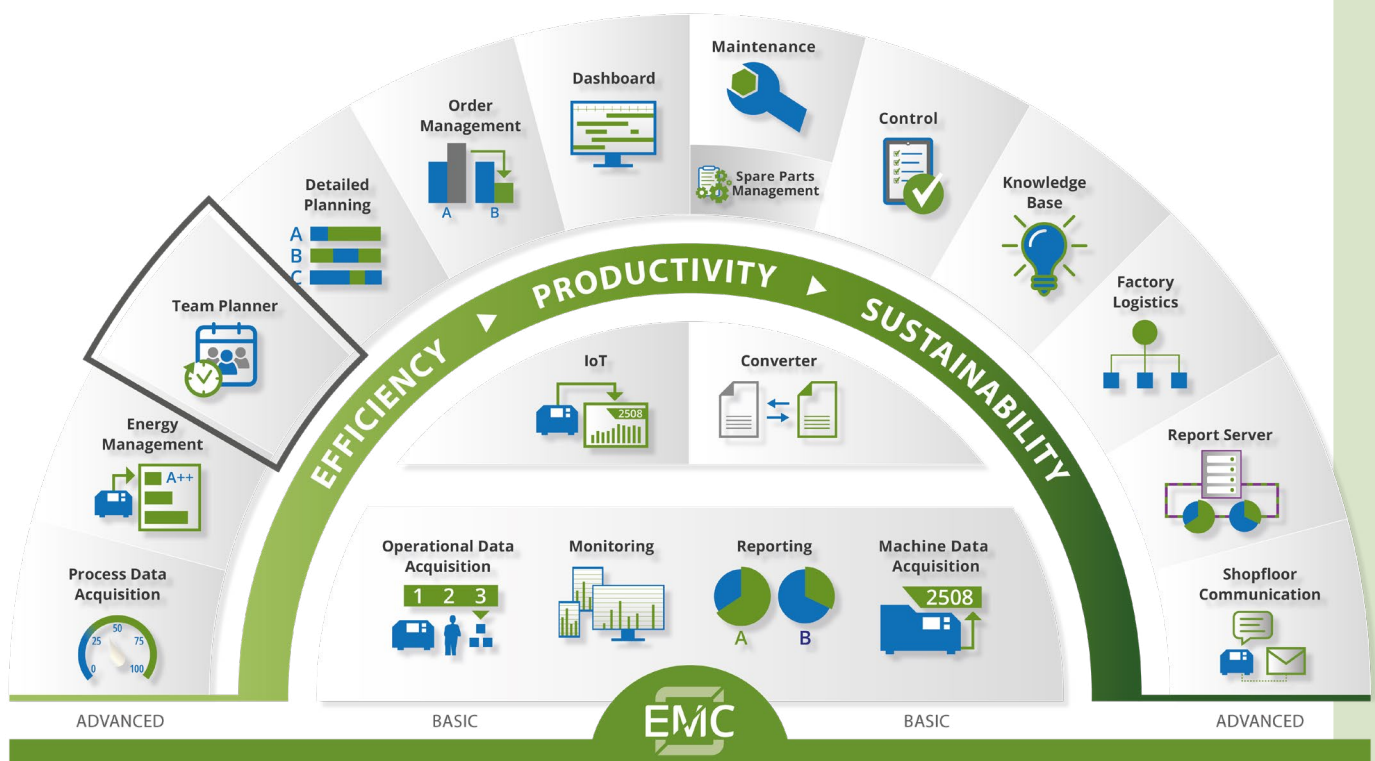 Maintenance
Dashboard
Order
Management
A
B
Spare Parts
Management
Control
Detailed
Planning
A
B
C
Knowledge
Base
Team Planner
Factory
Logistics
EFFICIENCY
PRODUCTIVITY
SUSTAINABILITY
IoT
2508
Converter
Energy
Management
A++
Report Server
Process Data
Acquisition
0
25
50
75
100
Operational Data
Acquisition
1 2 3
Monitoring
Reporting
A
B
Machine Data
Acquisition
2508
Shopfloor
Communication
ADVANCED
BASIC
EMC
BASIC
ADVANCED